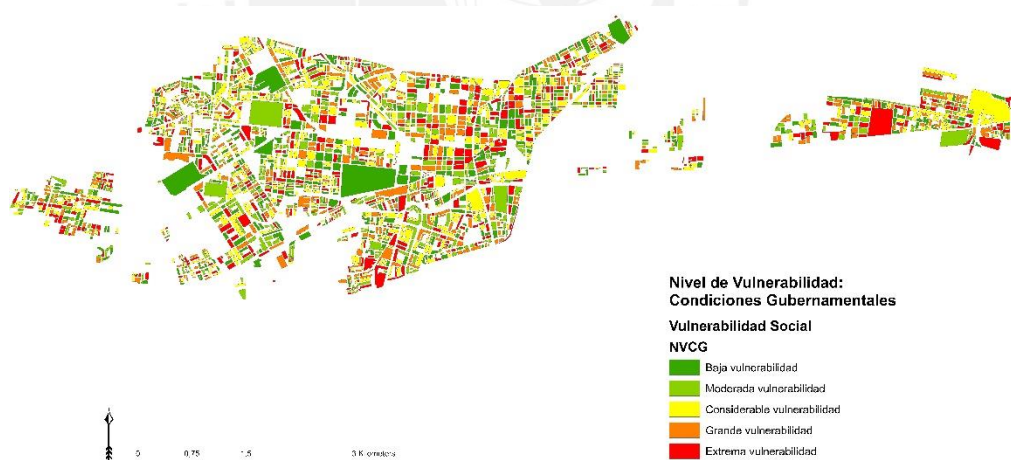 Nivel de Vulnerabilidad:
Condiciones Gubernamentales
Vulnerabilidad Social
NVCG
Baja vulnerabilidad
Moderada vulnerabilidad
Considerable vulnerabilidad
Grande vulnerabilidad
Extrema vulnerabilidad
0 0,75 1,5 3 Kilometers